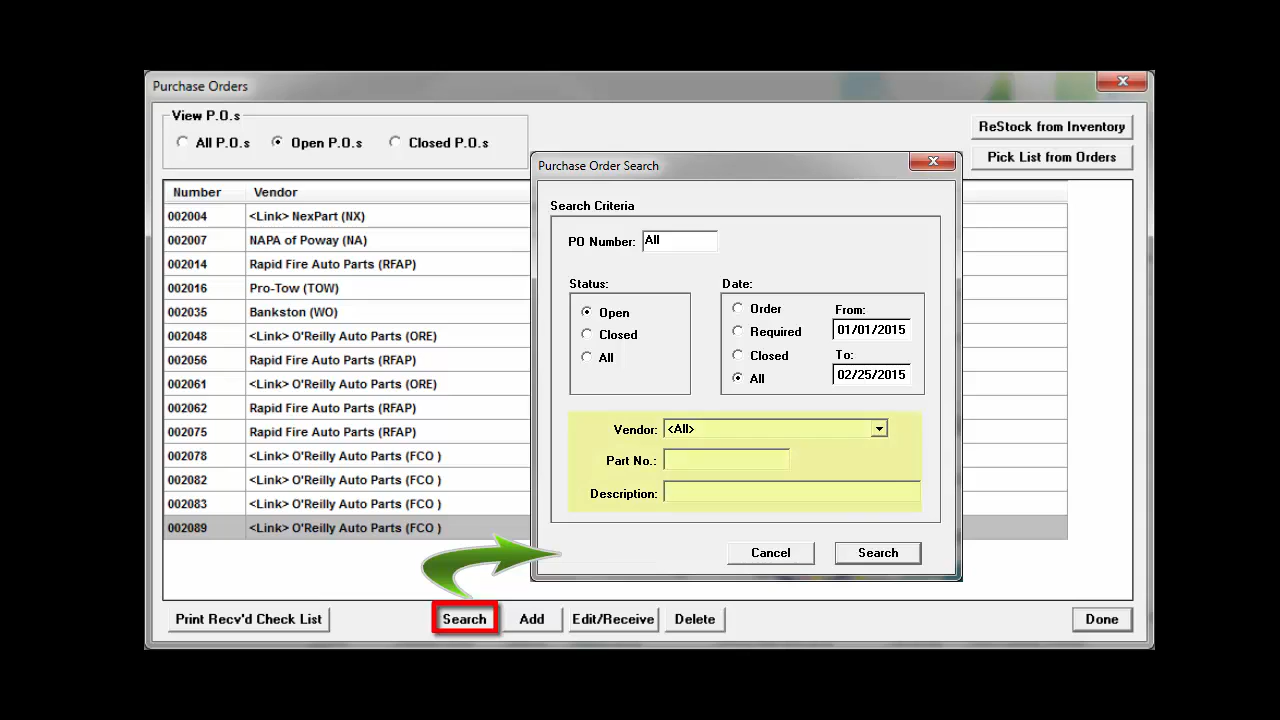 Purchase Orders
View P.O.s
All P.O.s Open P.O.s Closed P.O.s
ReStock from Inventory
Pick List from Orders
Number Vendor
002004 <Link> NexPart (NX)
002007 NAPA of Poway (NA)
002014 Rapid Fire Auto Parts (RFAP)
002016 Pro-Tow (TOW)
002035 Bankston (WO)
002048 <Link> O'Reilly Auto Parts (ORE)
002056 Rapid Fire Auto Parts (RFAP)
002061 <Link> O'Reilly Auto Parts (ORE)
002062 Rapid Fire Auto Parts (RFAP)
002075 Rapid Fire Auto Parts (RFAP)
002078 <Link> O'Reilly Auto Parts (FCO )
002082 <Link> O'Reilly Auto Parts (FCO )
002083 <Link> O'Reilly Auto Parts (FCO )
002089 <Link> O'Reilly Auto Parts (FCO )
Purchase Order Search
Search Criteria
PO Number: All
Status:
Open
Closed
All
Date:
Order
Required
Closed
All
From:
01/01/2015
To:
02/25/2015
Vendor: <All>
Part No.:
Description:
Cancel Search
Print Recv'd Check List Search Add Edit/Receive Delete Done